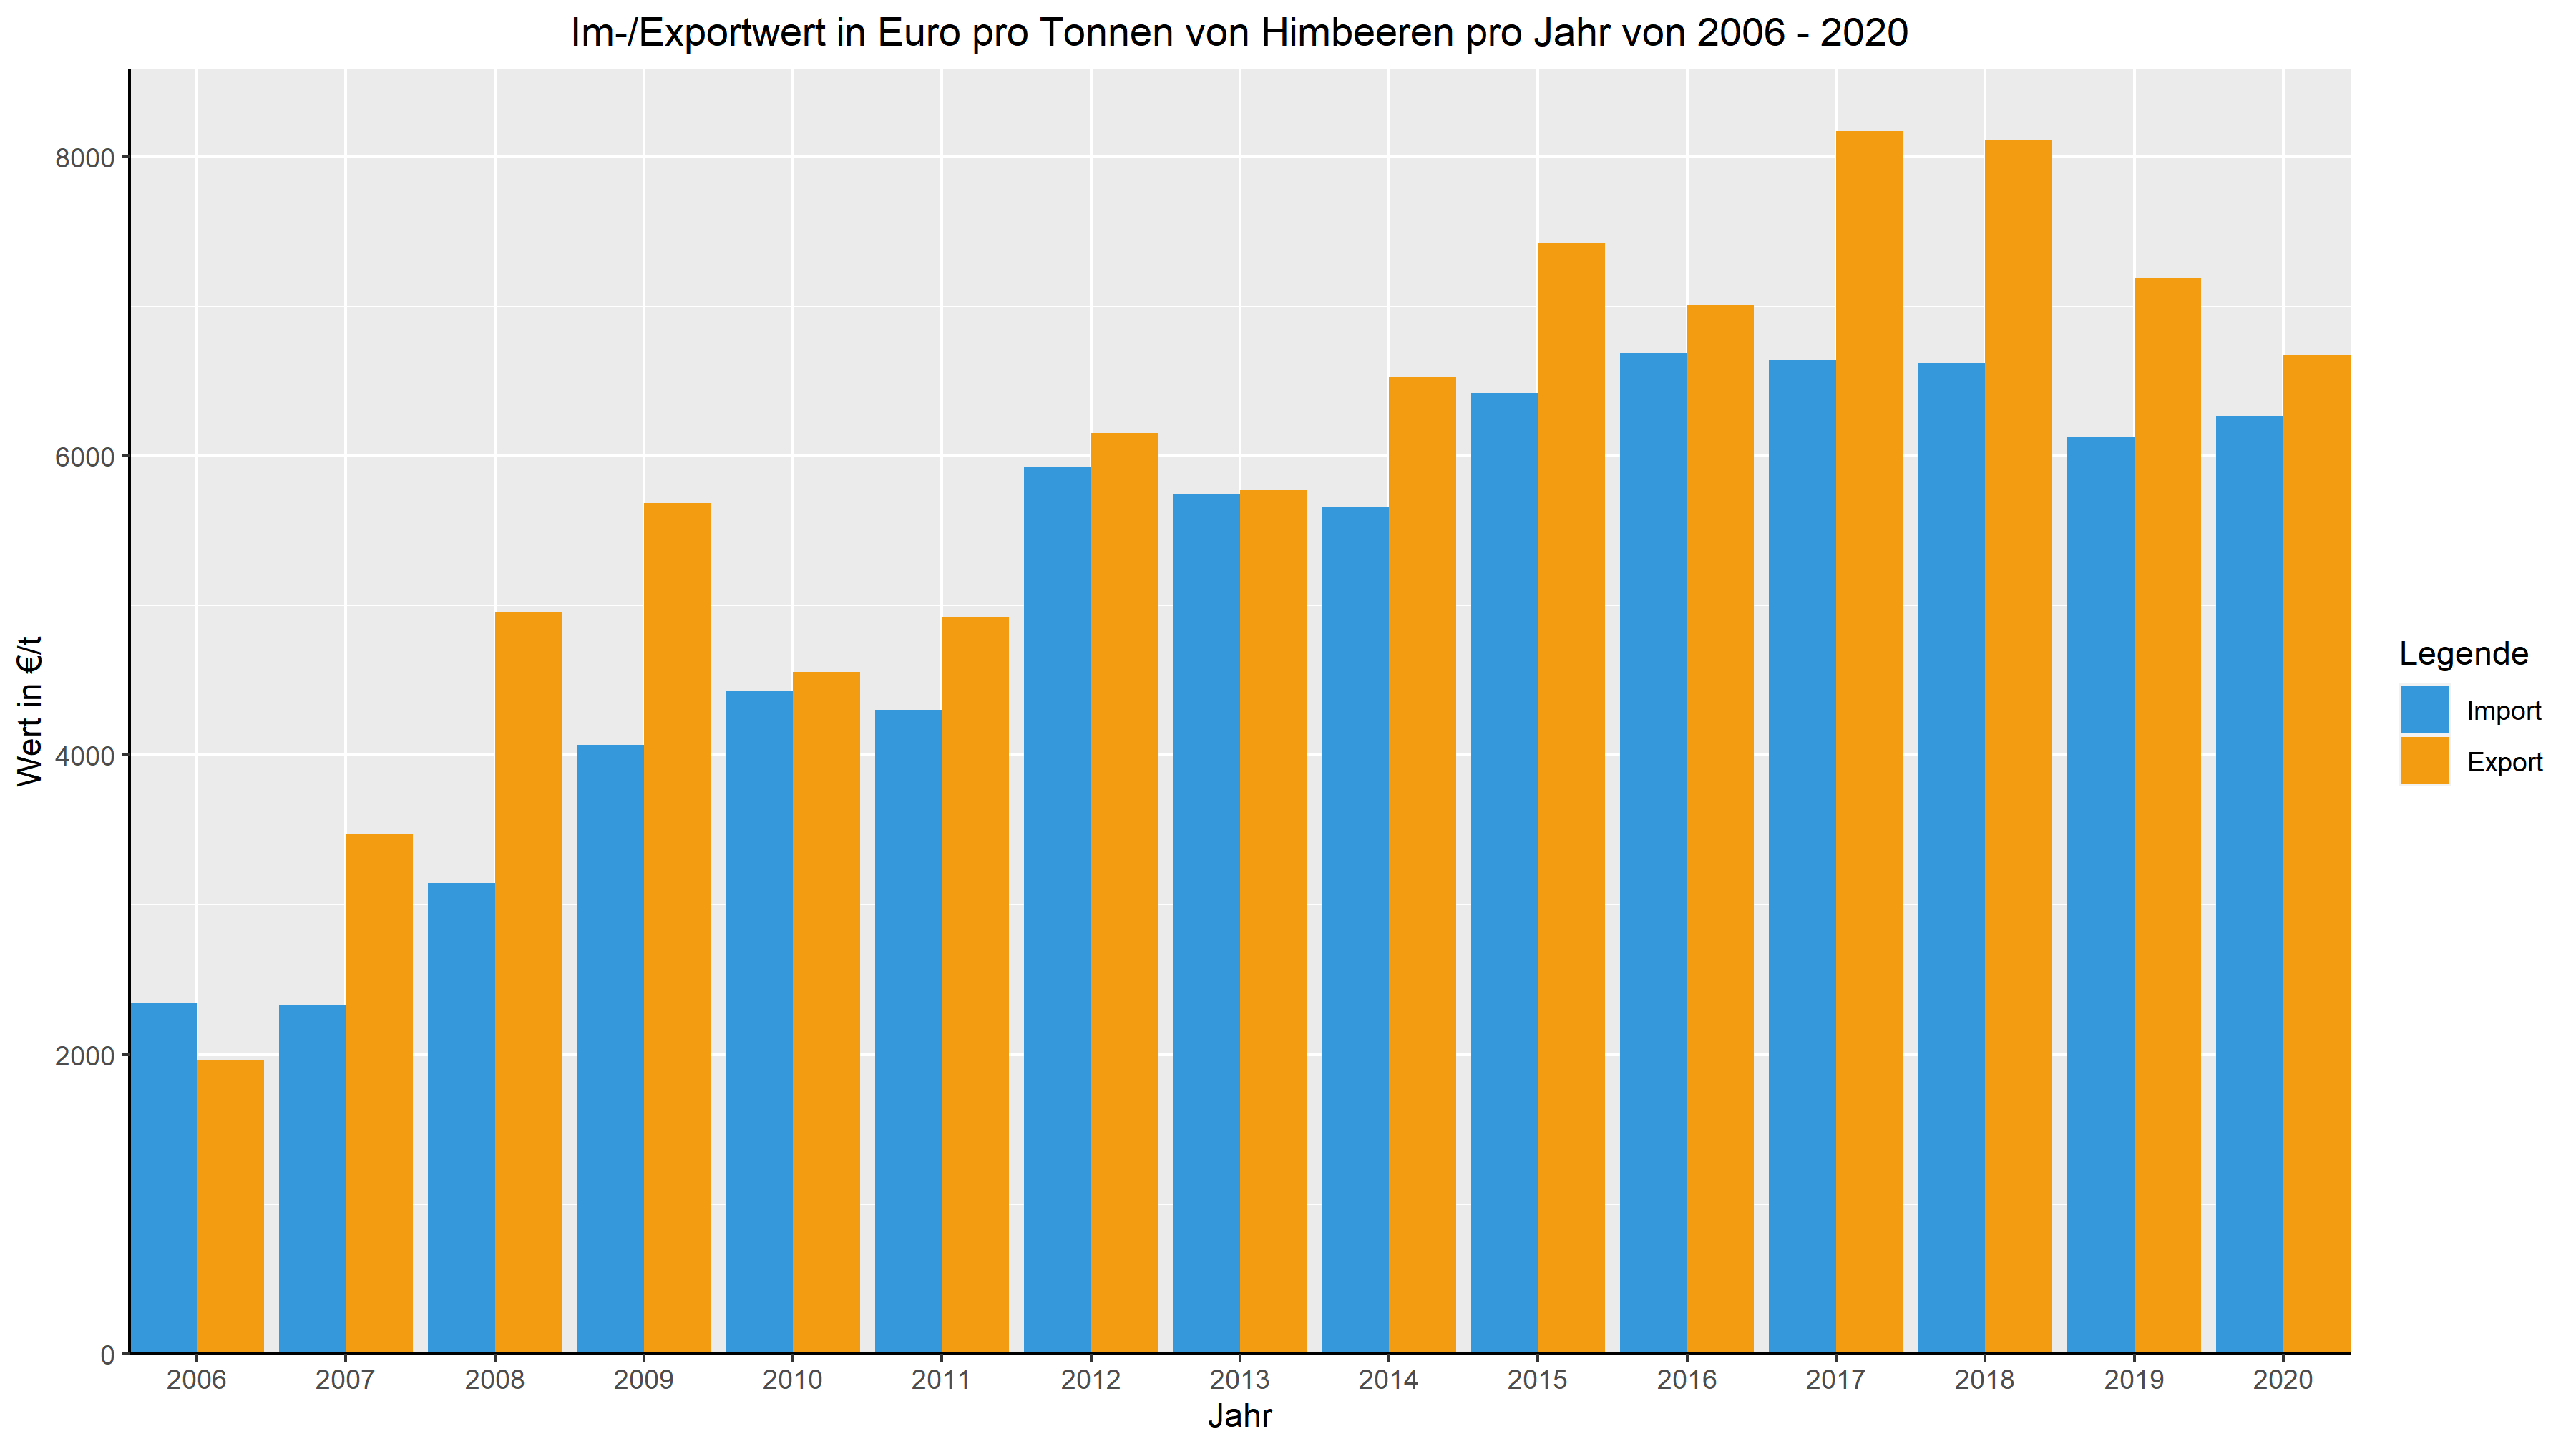 Im-/Exportwert in Euro pro Tonnen von Himbeeren pro Jahr von 2006 - 2020
Wert in €/t
8000
6000
4000
2000
0
2006 2007 2008 2009 2010 2011 2012 2013 2014 2015 2016 2017 2018 2019 2020
Jahr
Legende
Import
Export